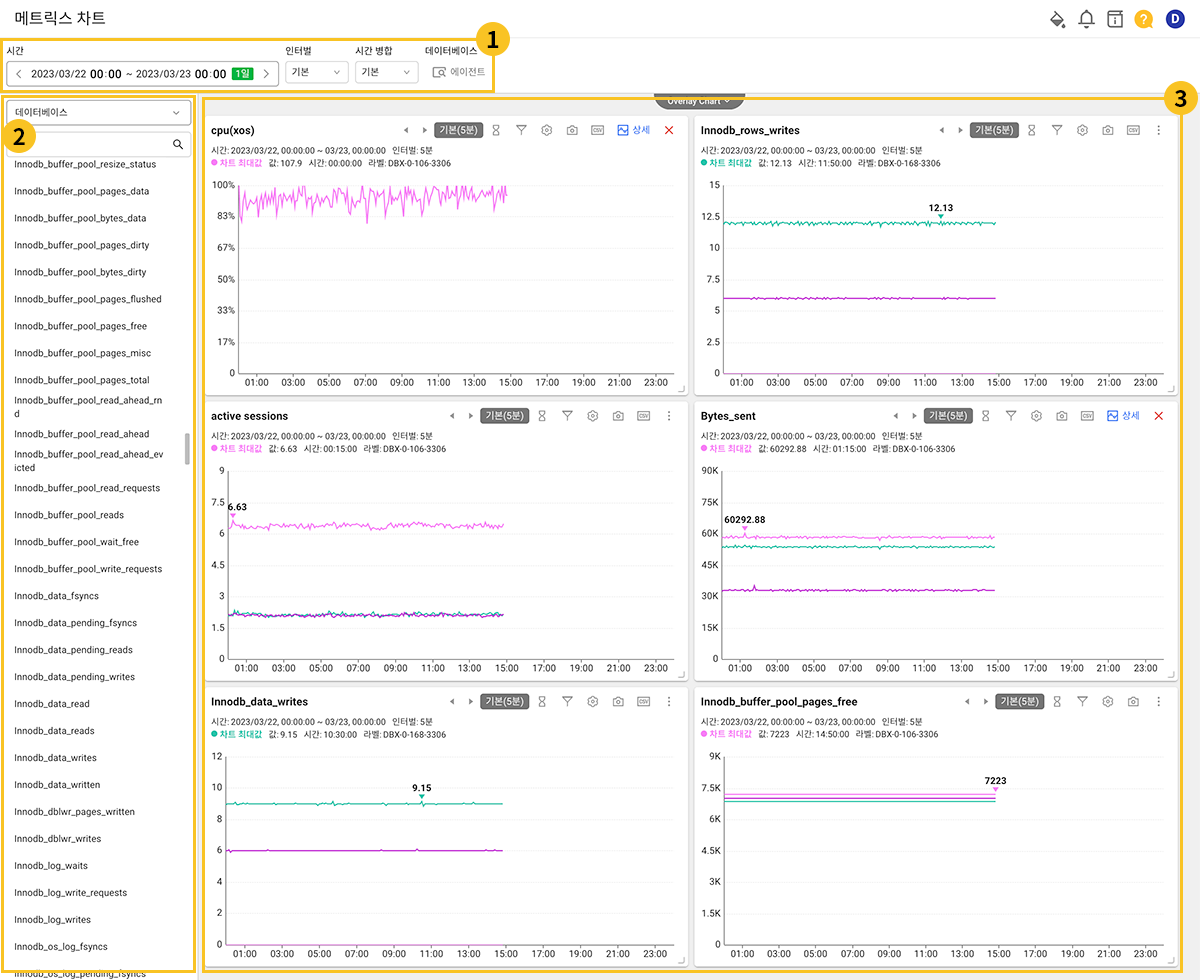 메트릭스 차트
D
시간 인터벌 시간 병합 데이터베이스 1
2023/03/22 00:00 ~ 2023/03/23 00:00 1일 기본 기본 에이전트
데이터베이스
2
Innodb_buffer_pool_resize_status
Innodb_buffer_pool_pages_data
Innodb_buffer_pool_bytes_data
Innodb_buffer_pool_pages_dirty
Innodb_buffer_pool_bytes_dirty
Innodb_buffer_pool_pages_flushed
Innodb_buffer_pool_pages_free
Innodb_buffer_pool_pages_misc
Innodb_buffer_pool_pages_total
Innodb_buffer_pool_read_ahead_rn
d
Innodb_buffer_pool_read_ahead
Innodb_buffer_pool_read_ahead_ev
icted
Innodb_buffer_pool_read_requests
Innodb_buffer_pool_reads
Innodb_buffer_pool_wait_free
Innodb_buffer_pool_write_requests
Innodb_data_fsyncs
Innodb_data_pending_fsyncs
Innodb_data_pending_reads
Innodb_data_pending_writes
Innodb_data_read
Innodb_data_reads
Innodb_data_writes
Innodb_data_written
Innodb_dblwr_pages_written
Innodb_dblwr_writes
Innodb_log_waits
Innodb_log_write_requests
Innodb_log_writes
Innodb_os_log_fsyncs
Innodb_os_log_pending_fsyncs
Overlay Chart
3
cpu(xos) 기본(5분) CSV 상세
시간: 2023/03/22, 00:00:00 ~ 03/23, 00:00:00 인터벌: 5분
차트 최대값 값: 107.9 시간: 00:00:00 라벨: DBX-0-106-3306
100%
83%
67%
50%
33%
17%
0
01:00 03:00 05:00 07:00 09:00 11:00 13:00 15:00 17:00 19:00 21:00 23:00
Innodb_rows_writes 기본(5분) CSV
시간: 2023/03/22, 00:00:00 ~ 03/23, 00:00:00 인터벌: 5분
차트 최대값 값: 12.13 시간: 11:50:00 라벨: DBX-0-168-3306
15
12.13
12.5
10
7.5
5
2.5
0
01:00 03:00 05:00 07:00 09:00 11:00 13:00 15:00 17:00 19:00 21:00 23:00
active sessions 기본(5분) CSV
시간: 2023/03/22, 00:00:00 ~ 03/23, 00:00:00 인터벌: 5분
차트 최대값 값: 6.63 시간: 00:15:00 라벨: DBX-0-106-3306
9
7.5
6.63
6
4.5
3
1.5
0
01:00 03:00 05:00 07:00 09:00 11:00 13:00 15:00 17:00 19:00 21:00 23:00
Bytes_sent 기본(5분) CSV 상세
시간: 2023/03/22, 00:00:00 ~ 03/23, 00:00:00 인터벌: 5분
차트 최대값 값: 60292.88 시간: 01:15:00 라벨: DBX-0-106-3306
90K
75K
60292.88
60K
45K
30K
15K
0
01:00 03:00 05:00 07:00 09:00 11:00 13:00 15:00 17:00 19:00 21:00 23:00
Innodb_data_writes 기본(5분) CSV
시간: 2023/03/22, 00:00:00 ~ 03/23, 00:00:00 인터벌: 5분
차트 최대값 값: 9.15 시간: 10:30:00 라벨: DBX-0-168-3306
12
10
9.15
8
6
4
2
0
01:00 03:00 05:00 07:00 09:00 11:00 13:00 15:00 17:00 19:00 21:00 23:00
Innodb_buffer_pool_pages_free 기본(5분)
시간: 2023/03/22, 00:00:00 ~ 03/23, 00:00:00 인터벌: 5분
차트 최대값 값: 7223 시간: 14:50:00 라벨: DBX-0-106-3306
9K
7223
7.5K
6K
4.5K
3K
1.5K
0
01:00 03:00 05:00 07:00 09:00 11:00 13:00 15:00 17:00 19:00 21:00 23:00